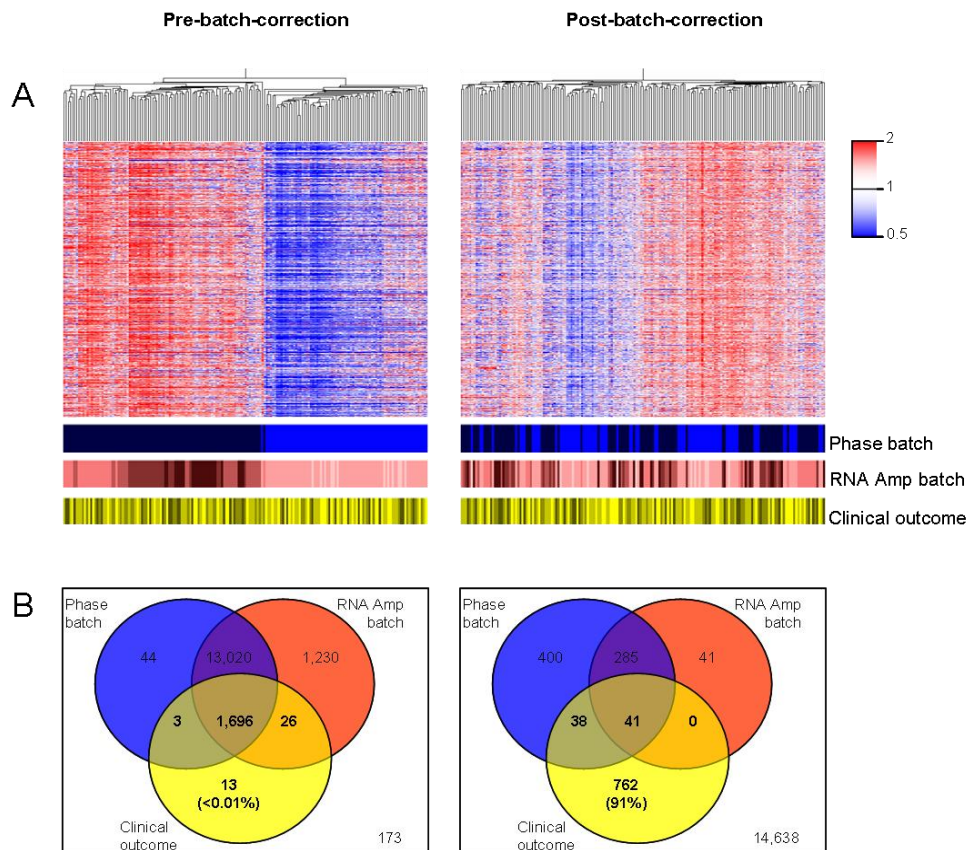 Pre-batch-correction
Post-batch-correction
A
2
1
0.5
Phase batch
RNA Amp batch
Clinical outcome
B
Phase
batch
RNA Amp
batch
44
13,020
1,230
3
1,696
26
13
(<0.01%)
Clinical
outcome
173
Phase
batch
RNA Amp
batch
400
285
41
38
41
0
762
(91%)
Clinical
outcome
14,638